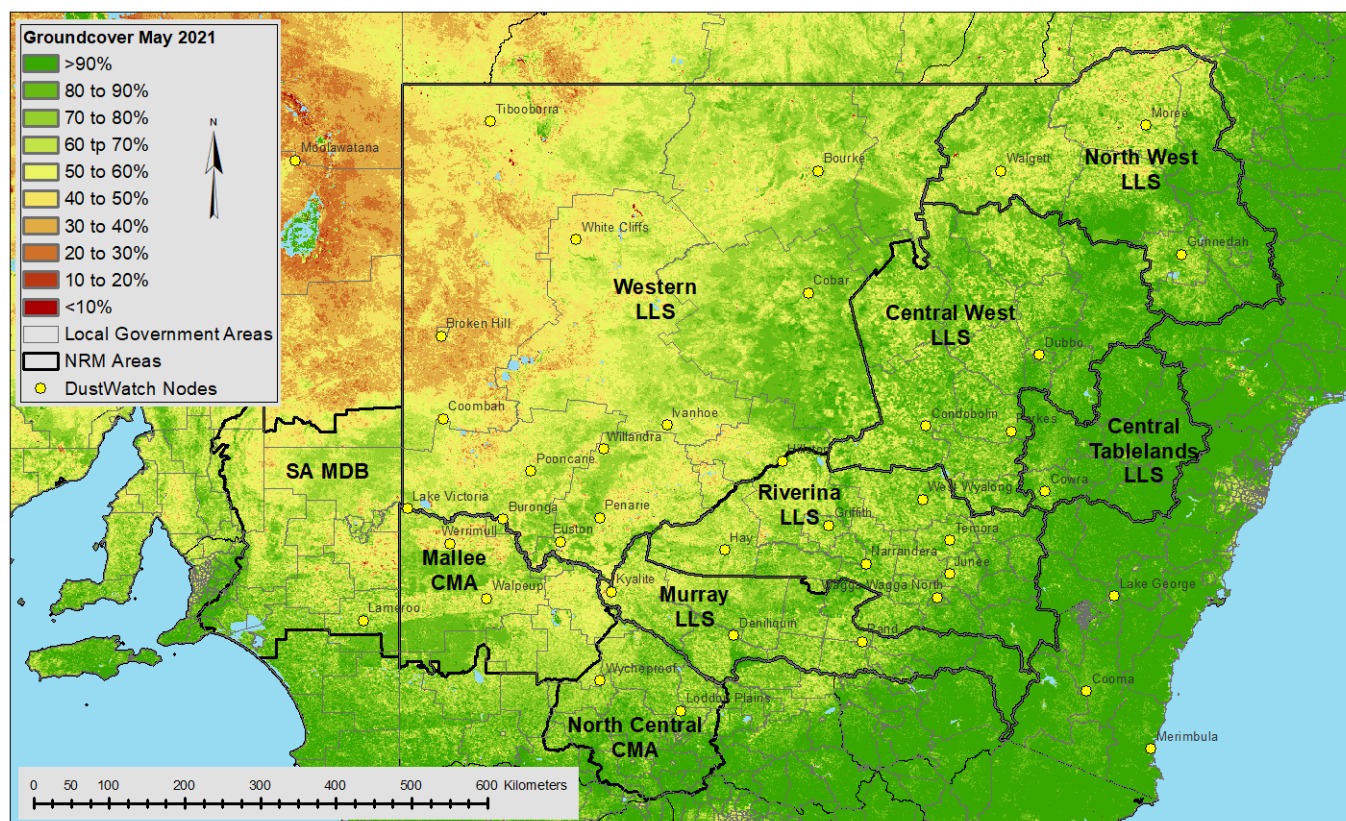 Groundcover May 2021
>90%
80 to 90%
70 to 80%
60 tp 70%
50 to 60%
40 to 50%
30 to 40%
20 to 30%
10 to 20%
<10%
Local Government Areas
NRM Areas
DustWatch Nodes
N
Tibooburra
Moolawatana
Moree
Bourke
Walgett
North West
LLS
White Cliffs
Gunnedah
Western
LLS
Cobar
Central West
LLS
Broken Hill
Dubbo
Coombah
Ivanhoe
Condobolin
Central
Tablelands
LLS
Willandra
SA MDB
Pooncarie
Riverina
LLS
West Wyalong
Cowra
Lake Victoria
Buronga
Penarie
Griffith
Werrimull
Euston
Temora
Hay
Mallee
CMA
Narrandera
Junee
Walpeup
Kyalite
Murray
LLS
Wagga Wagga North
Lake George
Lameroo
Deniliquin
Rand
Wycheproof
Cooma
Loddon Plains
North Central
CMA
Merimbula
0 50 100 200 300 400 500 600 Kilometers